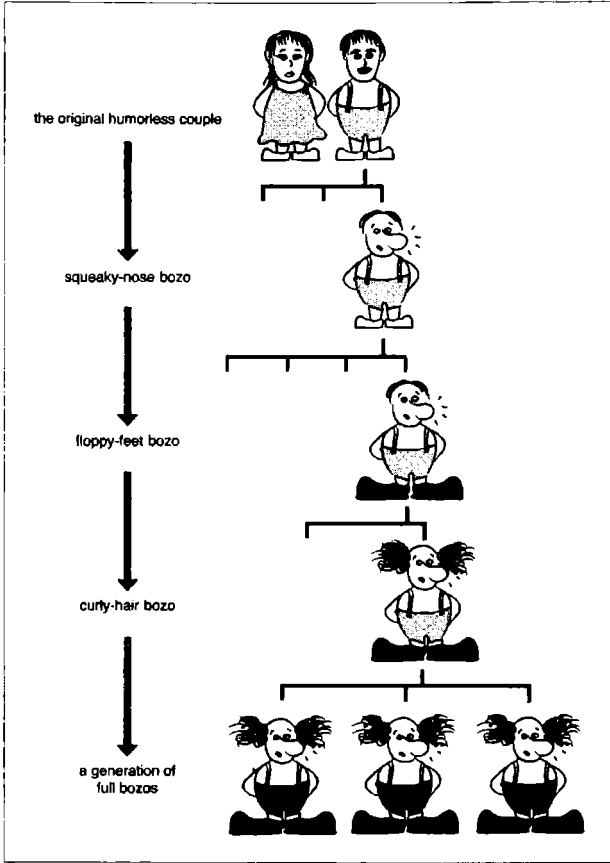 the original humorless couple
squeaky-nose bozo
floppy-feet bozo
curly-hair bozo
a generation of
full bozos